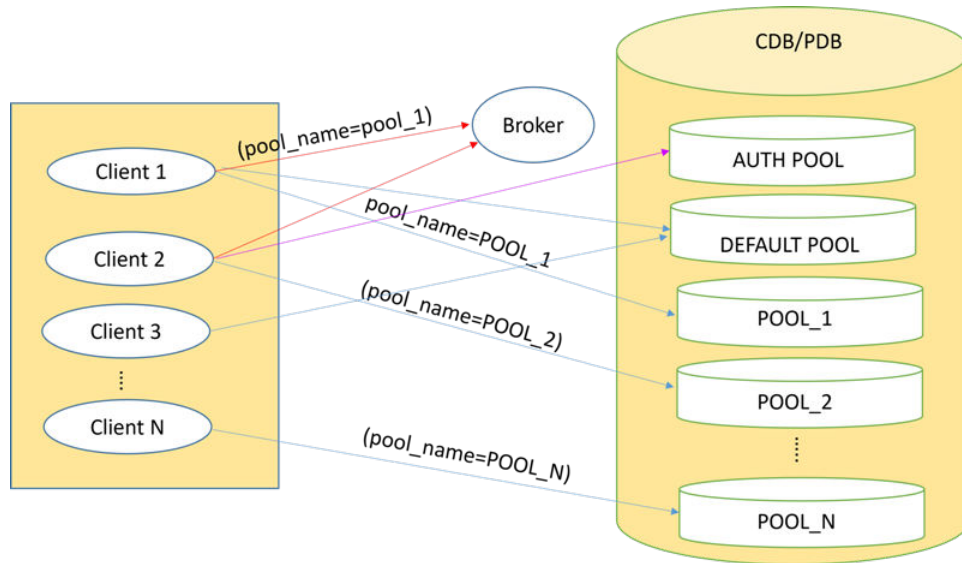 CDB/PDB
Broker
(pool_name=pool_1)
Client 1
AUTH POOL
pool_name=POOL_1
DEFAULT POOL
Client 2
(pool_name=POOL_2)
Client 3
POOL_1
POOL_2
Client N
(pool_name=POOL_N)
POOL_N